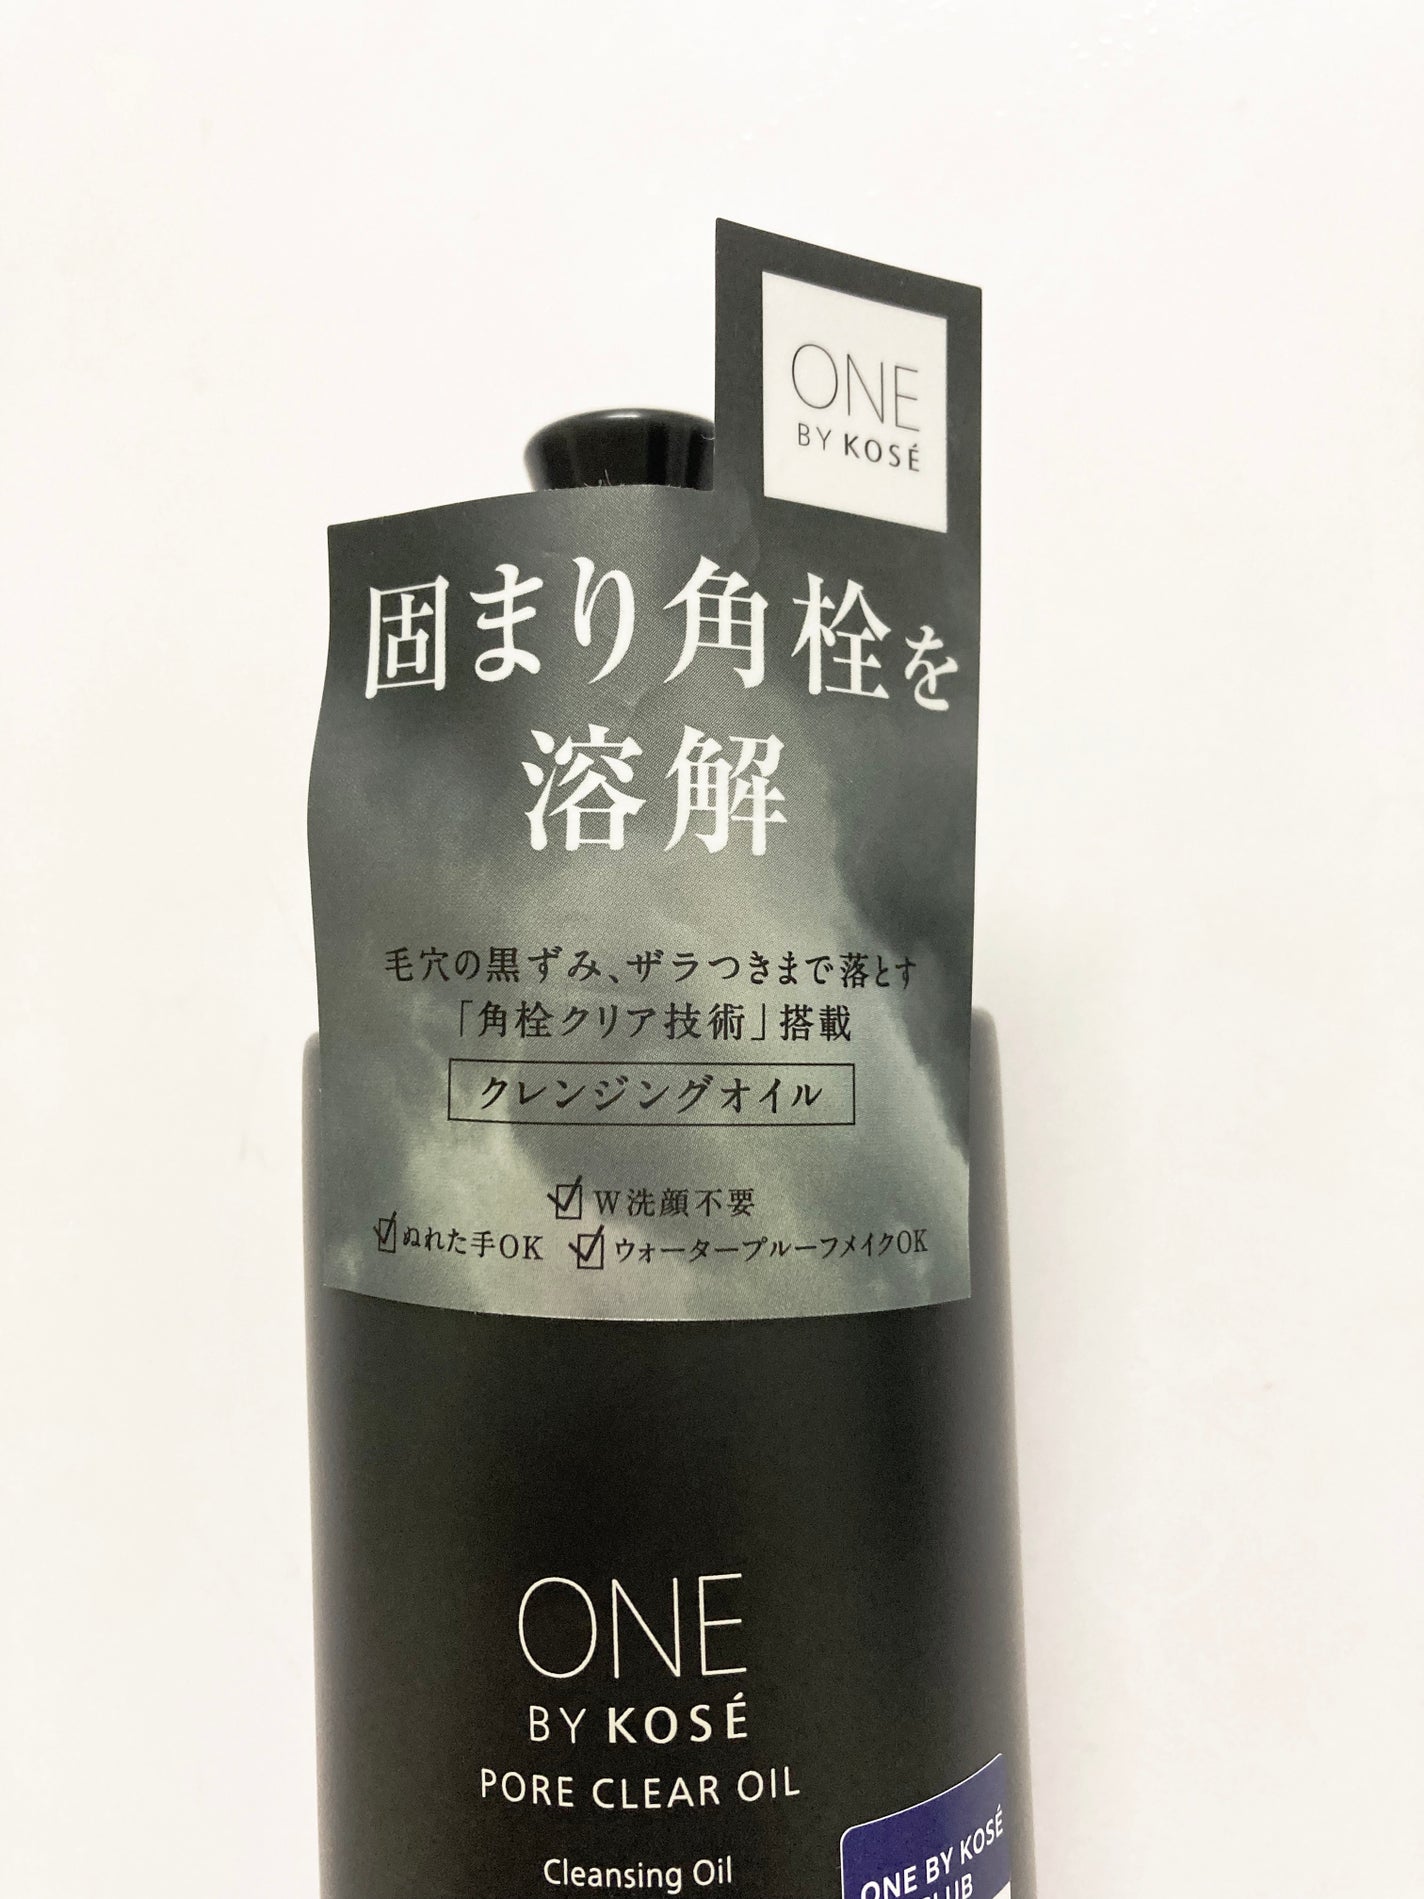 ONE
BY KOSÉ
固まり角栓を
溶解
毛穴の黒ずみ、ザラつきまで落とす
「角栓クリア技術」搭載
クレンジングオイル
W洗顔不要
ぬれた手OK ウォータープルーフメイクOK
ONE
BY KOSÉ
PORE CLEAR OIL
Cleansing Oil
ONE BY KOSÉ